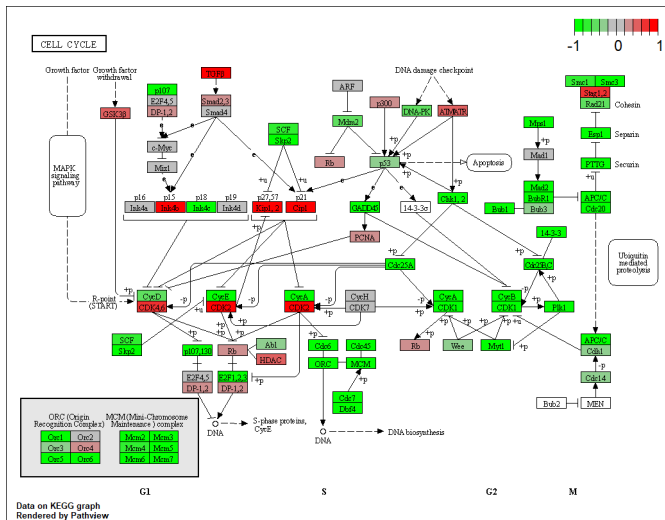 -1 0 1
CELL CYCLE
Growth factor
Growth factor
withdrawal
TGFβ
DNA damage checkpoint
Smc1 Smc3
Stag1,2
Rad21
Cohesin
p107
E2F4,5
DP-1,2
Smad2,3
Smad4
ARF
p300
DNA-PK
ATM/ATR
GSK3β
Mdm2
Mps1
Mad1
Esp1
Separin
c-Myc
Miz1
SCF
Skp2
Rb
p53
Apoptosis
PTTG
Securin
MAPK
signaling
pathway
Mad2
BubR1
Bub3
Bub1
APC/C
Cdc20
p16 p15 p18 p19 p27,57 p21
Ink4a Ink4b Ink4c Ink4d Kip1,2 Cip1
GADD45
14-3-3-σ
Chk1, 2
PCNA
14-3-3
Cdc25A
Cdc25B,C
Ubiquitin
mediated
proteolysis
R-point
(START)
CycD
CDK4,6
CycE
CDK2
CycA
CDK2
CycH
CDK7
CycA
CDK1
CycB
CDK1
Plk1
SCF
Skp2
p107,130
Rb
Abl
HDAC
Cdc6
Cdc45
ORC
MCM
Rb
Wee
Myt1
APC/C
Cdh1
E2F4,5
DP-1,2
E2F1,2,3
DP-1,2
Cdc7
Dbf4
Cdc14
Bub2
MEN
DNA
S-phase proteins,
CycE
DNA
DNA biosynthesis
ORC (Origin
Recognition Complex)
MCM (Mini-Chromosome
Maintenance) complex
Orc1 Orc2 Mcm2 Mcm3
Orc3 Orc4 Mcm4 Mcm5
Orc5 Orc6 Mcm6 Mcm7
G1 S G2 M
Data on KEGG graph
Rendered by Pathview